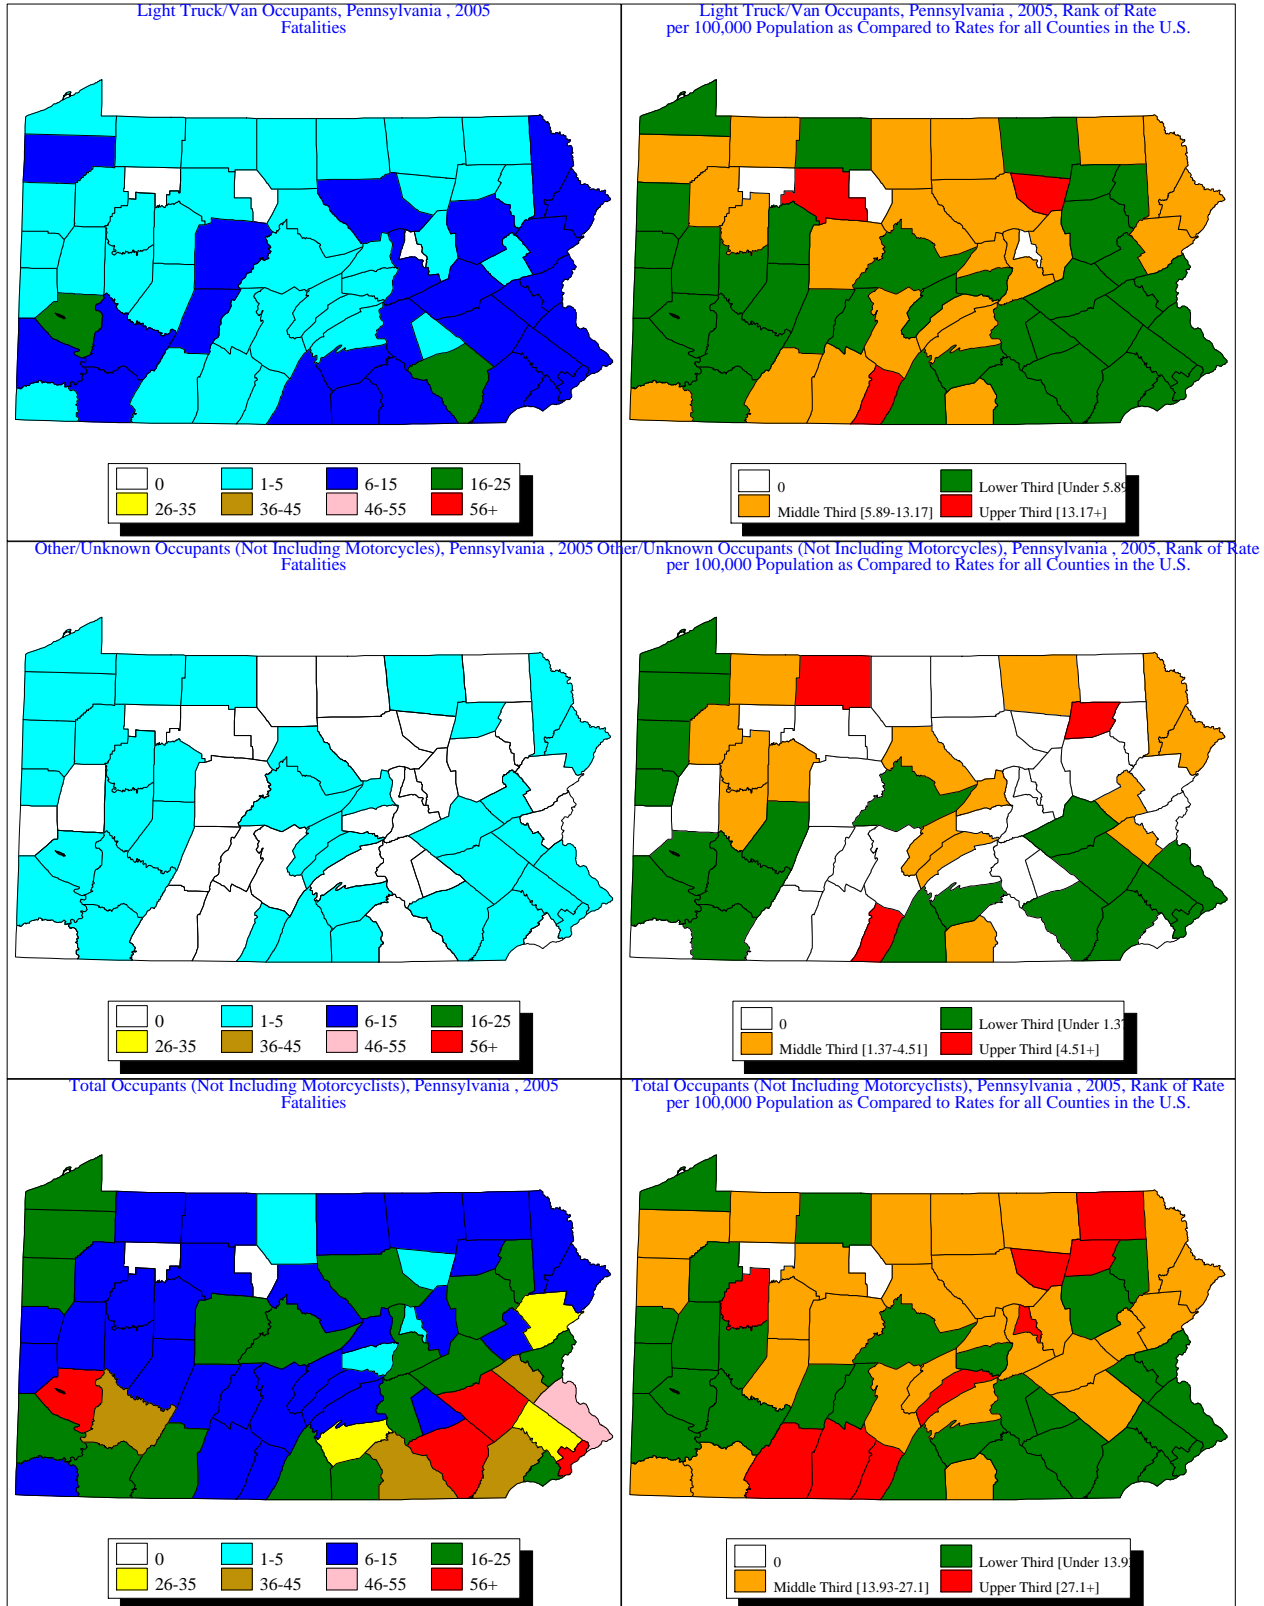 Light Truck/Van Occupants, Pennsylvania , 2005
Fatalities
Light Truck/Van Occupants, Pennsylvania , 2005, Rank of Rate
per 100,000 Population as Compared to Rates for all Counties in the U.S.
0 1-5 6-15 16-25
26-35 36-45 46-55 56+
0 Lower Third [Under 5.89
Middle Third [5.89-13.17] Upper Third [13.17+]
Other/Unknown Occupants (Not Including Motorcycles), Pennsylvania , 2005
Fatalities
Other/Unknown Occupants (Not Including Motorcycles), Pennsylvania , 2005, Rank of Rate
per 100,000 Population as Compared to Rates for all Counties in the U.S.
0 1-5 6-15 16-25
26-35 36-45 46-55 56+
0 Lower Third [Under 1.37
Middle Third [1.37-4.51] Upper Third [4.51+]
Total Occupants (Not Including Motorcyclists), Pennsylvania , 2005
Fatalities
Total Occupants (Not Including Motorcyclists), Pennsylvania , 2005, Rank of Rate
per 100,000 Population as Compared to Rates for all Counties in the U.S.
0 1-5 6-15 16-25
26-35 36-45 46-55 56+
0 Lower Third [Under 13.9
Middle Third [13.93-27.1] Upper Third [27.1+]